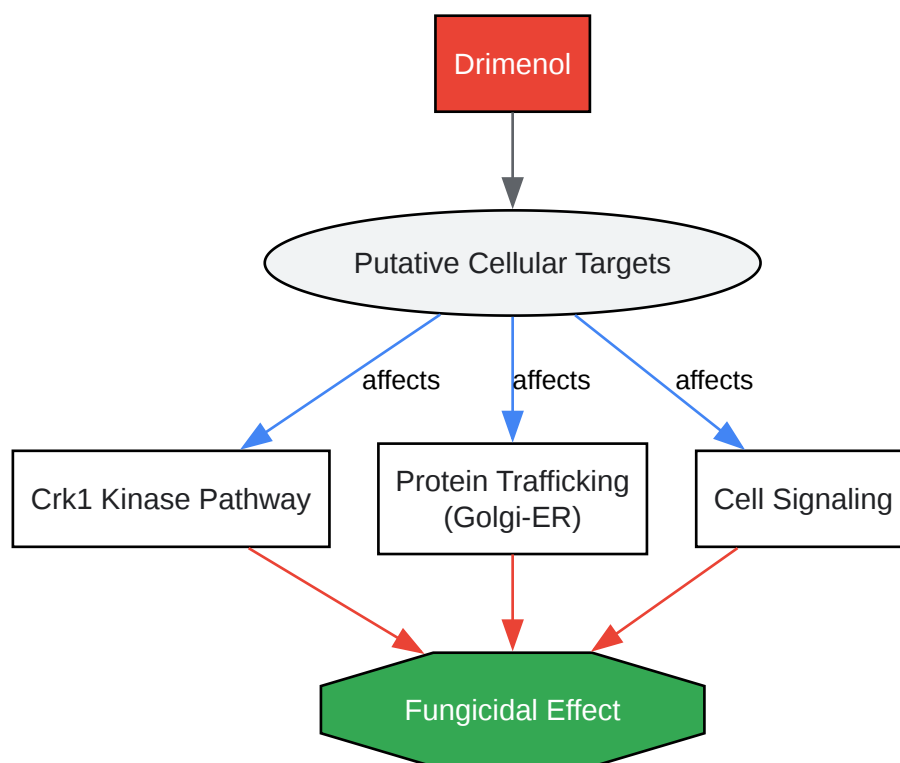 Drimenol
Putative Cellular Targets
affects
affects
affects
Crk1 Kinase Pathway
Protein Trafficking
(Golgi-ER)
Cell Signaling
Fungicidal Effect